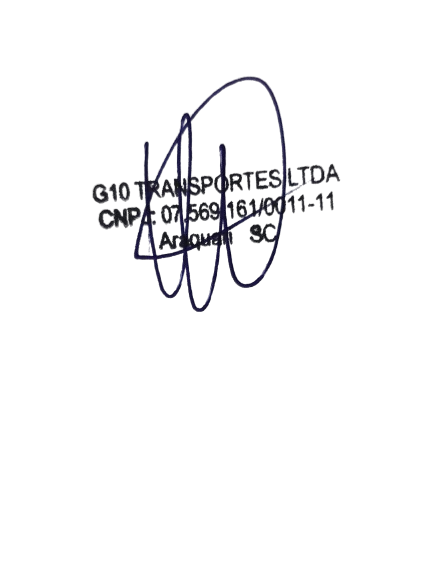 G10 TRANSPORTES LTDA
CNPJ: 07.569.161/0011-11
Araquari SC